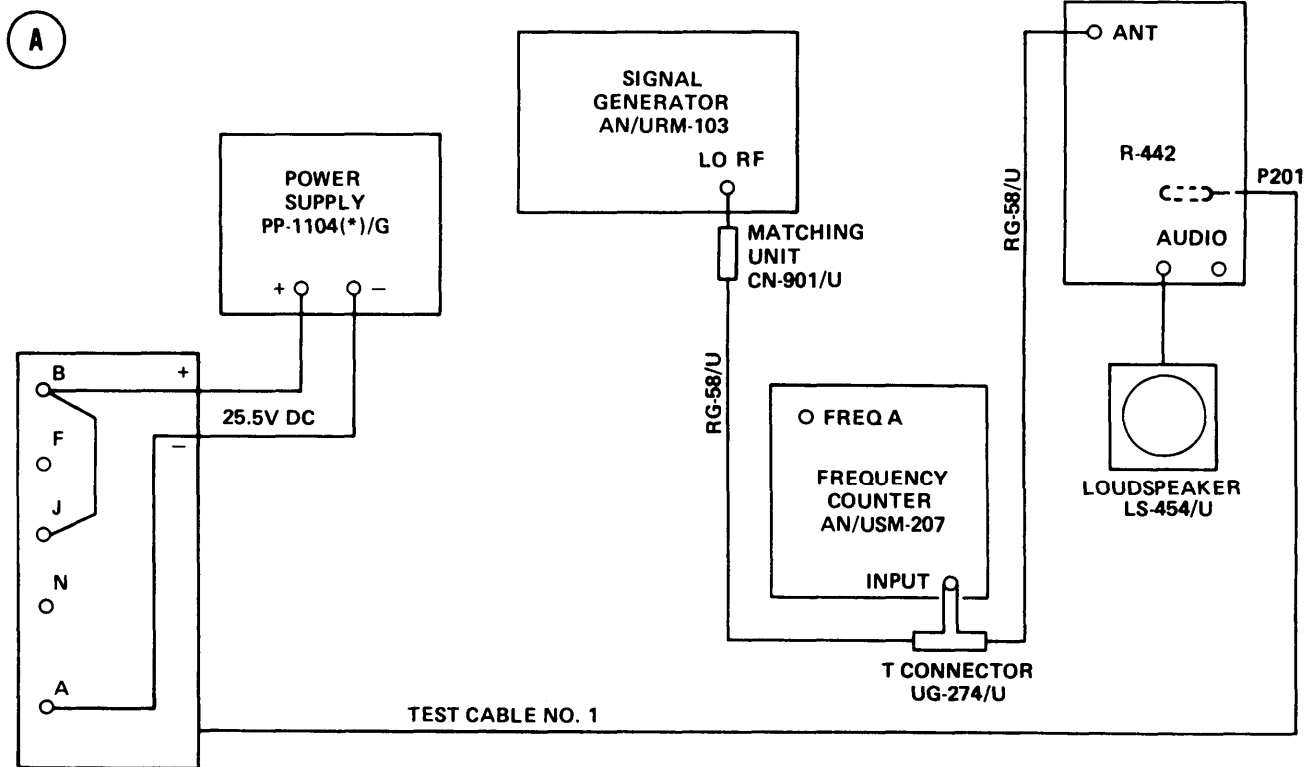 A
POWER
SUPPLY
PP-1104(*)/G
+
−
SIGNAL
GENERATOR
AN/URM-103
LO RF
MATCHING
UNIT
CN-901/U
RG-58/U
RG-58/U
ANT
R-442
P201
AUDIO
LOUDSPEAKER
LS-454/U
FREQ A
FREQUENCY
COUNTER
AN/USM-207
INPUT
T CONNECTOR
UG-274/U
B
+
25.5V DC
−
F
J
N
A
TEST CABLE NO. 1